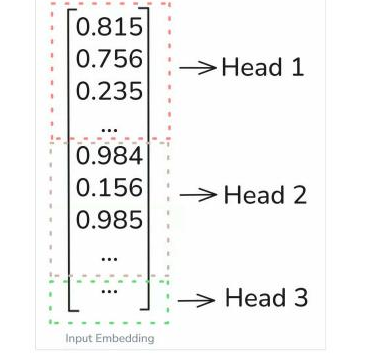 0.815
0.756
0.235
...
Head 1
0.984
0.156
0.985
...
Head 2
...
Head 3
Input Embedding